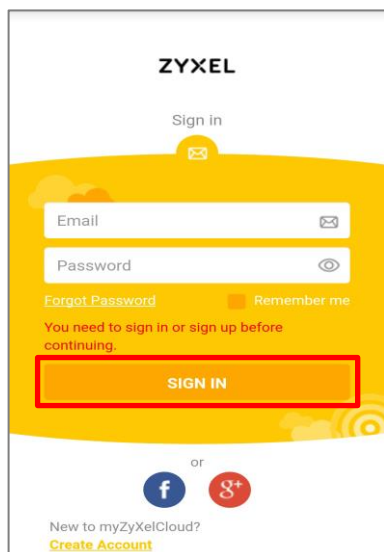 ZYXEL
Sign in
Email
Password
Forgot Password
Remember me
You need to sign in or sign up before
continuing.
SIGN IN
or
f
g+
New to myZyXelCloud?
Create Account